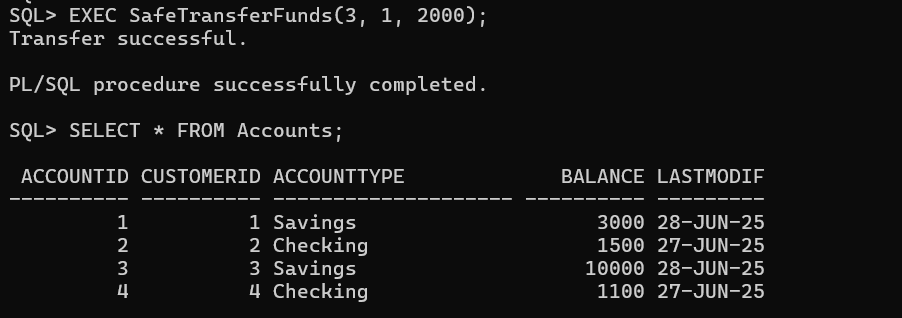 SQL> EXEC SafeTransferFunds(3, 1, 2000);
Transfer successful.
PL/SQL procedure successfully completed.
SQL> SELECT * FROM Accounts;
 ACCOUNTID CUSTOMERID ACCOUNTTYPE             BALANCE LASTMODIF
---------- ---------- -------------------- ---------- ---------
         1          1 Savings                    3000 28-JUN-25
         2          2 Checking                   1500 27-JUN-25
         3          3 Savings                   10000 28-JUN-25
         4          4 Checking                   1100 27-JUN-25